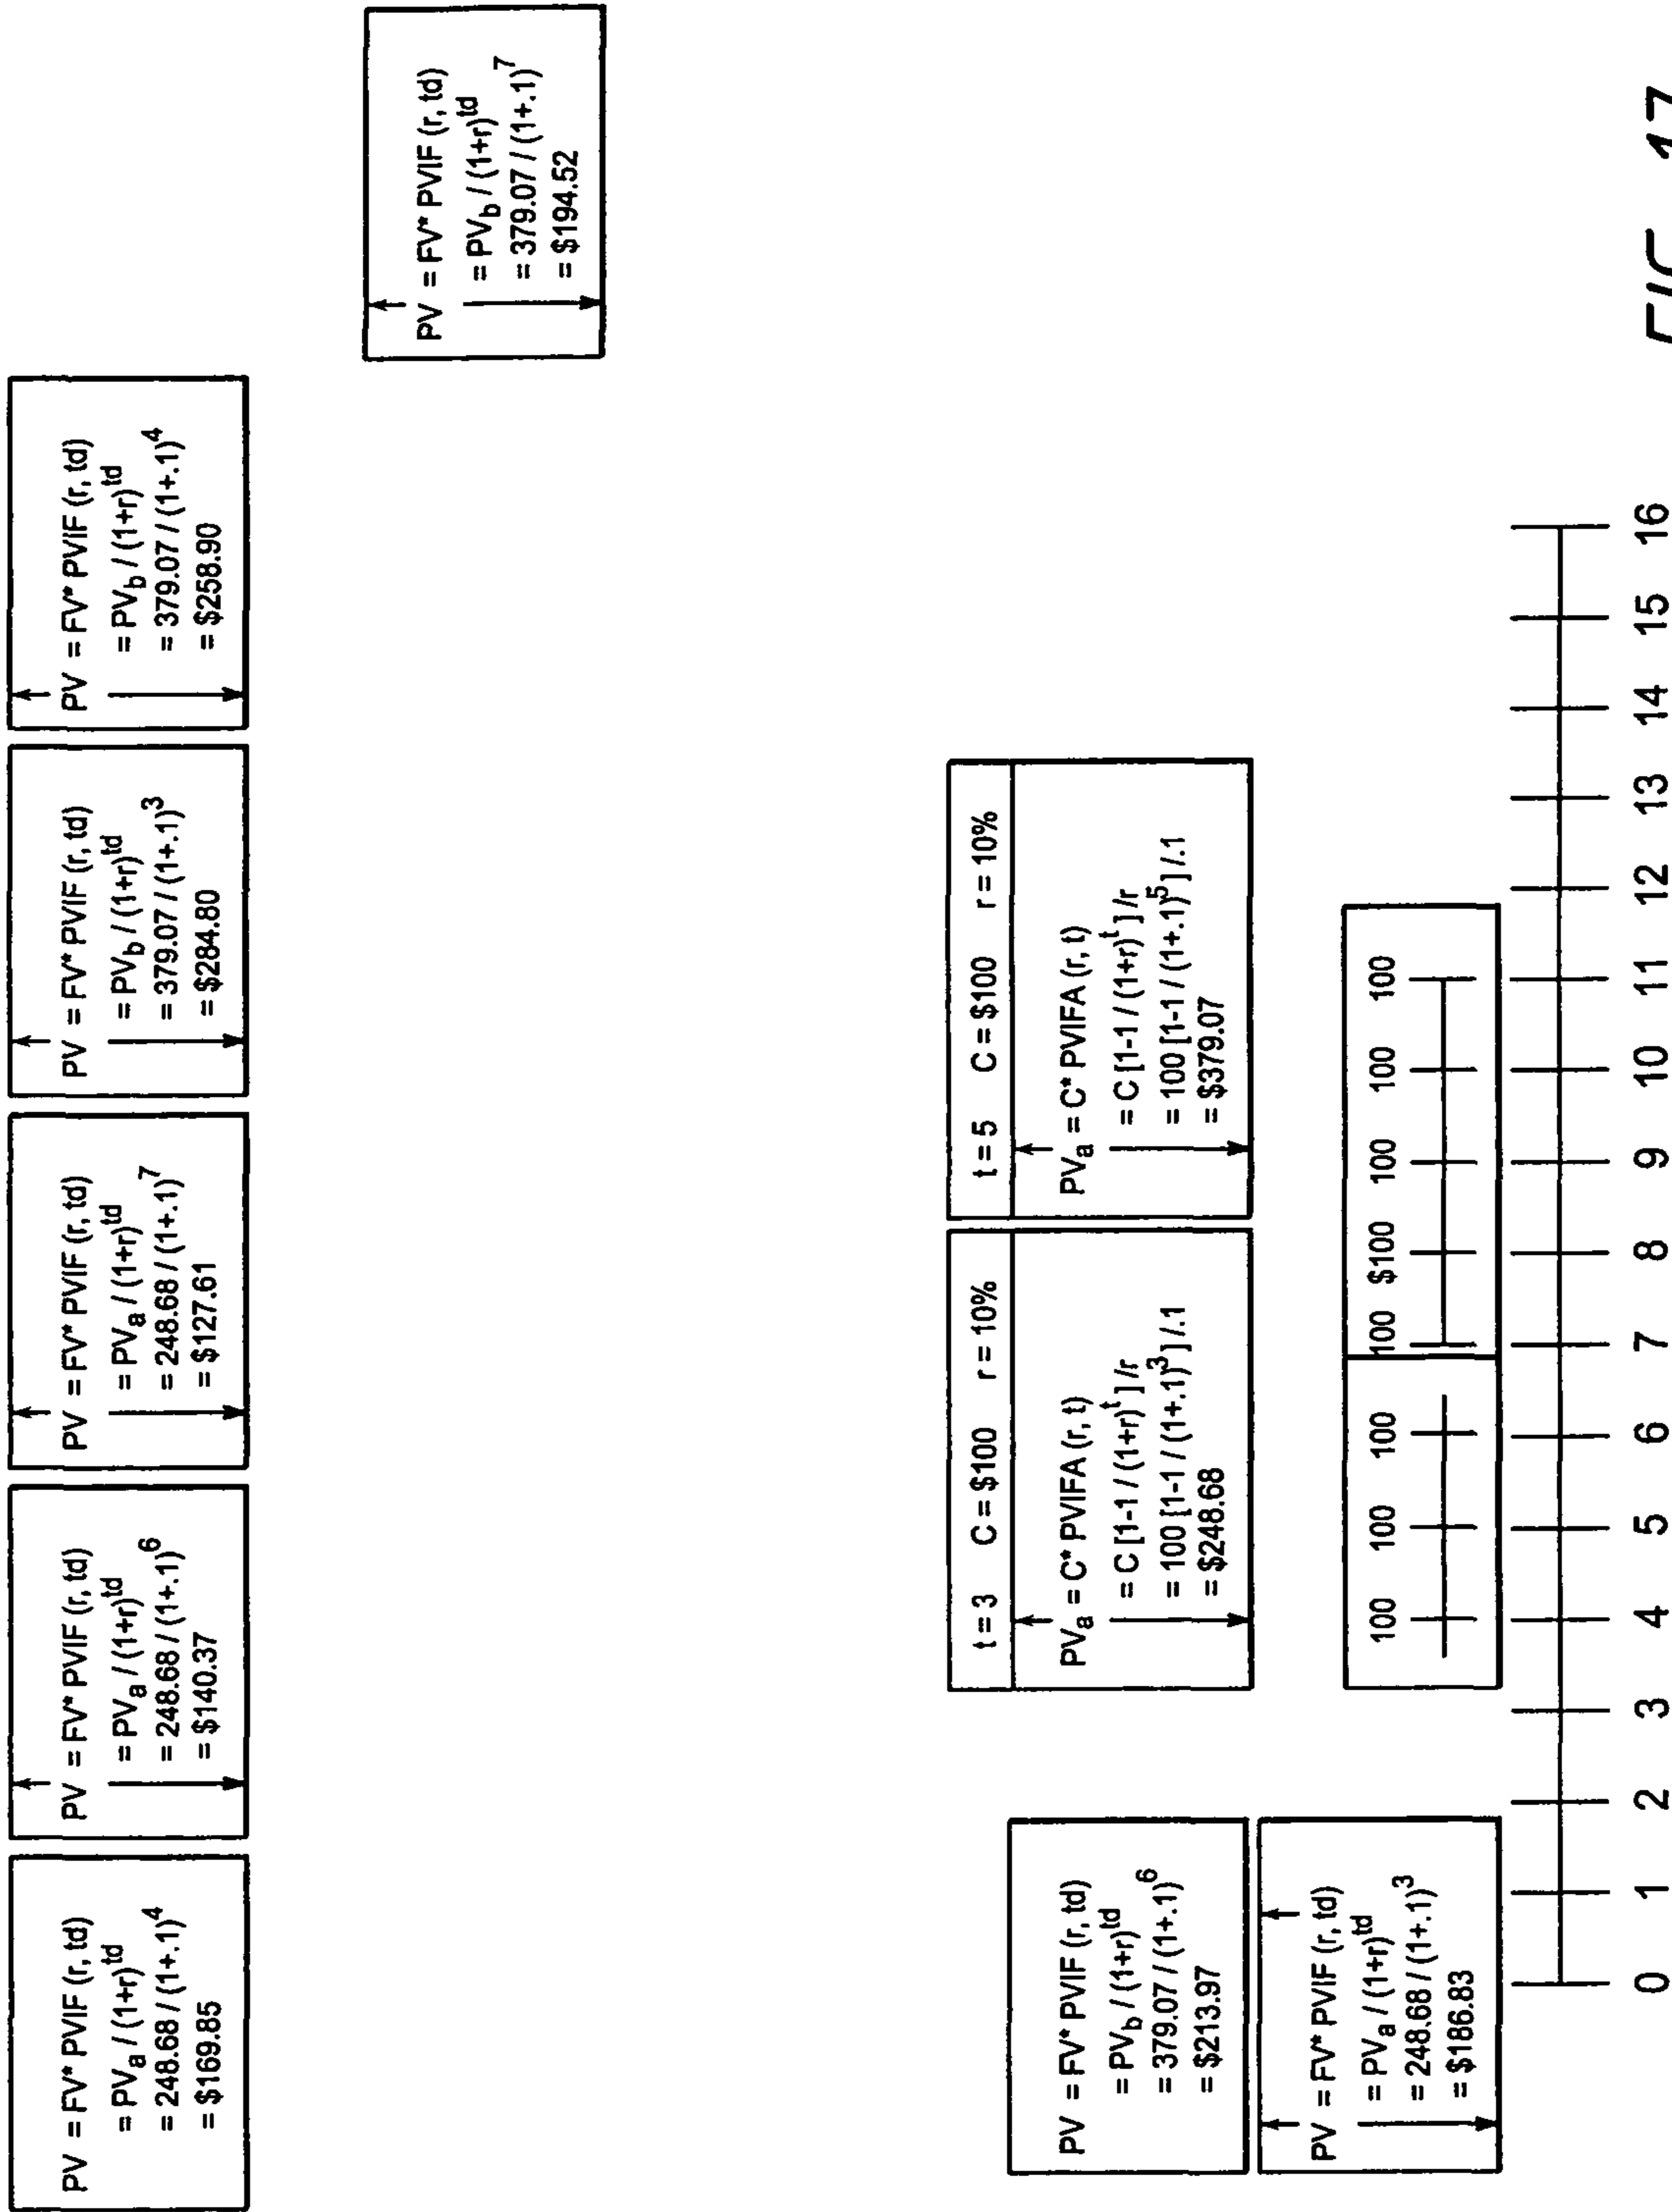 PV = FV* PVIF (r, td)
= PVa / (1+r)^td
= 248.68 / (1+.1)^4
= $169.85
PV = FV* PVIF (r, td)
= PVa / (1+r)^td
= 248.68 / (1+.1)^6
= $140.37
PV = FV* PVIF (r, td)
= PVa / (1+r)^td
= 248.68 / (1+.1)^7
= $127.61
PV = FV* PVIF (r, td)
= PVb / (1+r)^td
= 379.07 / (1+.1)^3
= $284.80
PV = FV* PVIF (r, td)
= PVb / (1+r)^td
= 379.07 / (1+.1)^4
= $258.90
PV = FV* PVIF (r, td)
= PVb / (1+r)^td
= 379.07 / (1+.1)^7
= $194.52
t = 3 C = $100 r = 10%
PVa = C* PVIFA (r, t)
= C [1-1 / (1+r)^t ] /r
= 100 [1-1 / (1+.1)^3] /.1
= $248.68
t = 5 C = $100 r = 10%
PVa = C* PVIFA (r, t)
= C [1-1 / (1+r)^t ] /r
= 100 [1-1 / (1+.1)^5] /.1
= $379.07
PV = FV* PVIF (r, td)
= PVb / (1+r)^td
= 379.07 / (1+.1)^6
= $213.97
PV = FV* PVIF (r, td)
= PVa / (1+r)^td
= 248.68 / (1+.1)^3
= $186.83
100 100 100
100 $100 100 100 100
0 1 2 3 4 5 6 7 8 9 10 11 12 13 14 15 16
FIG 17